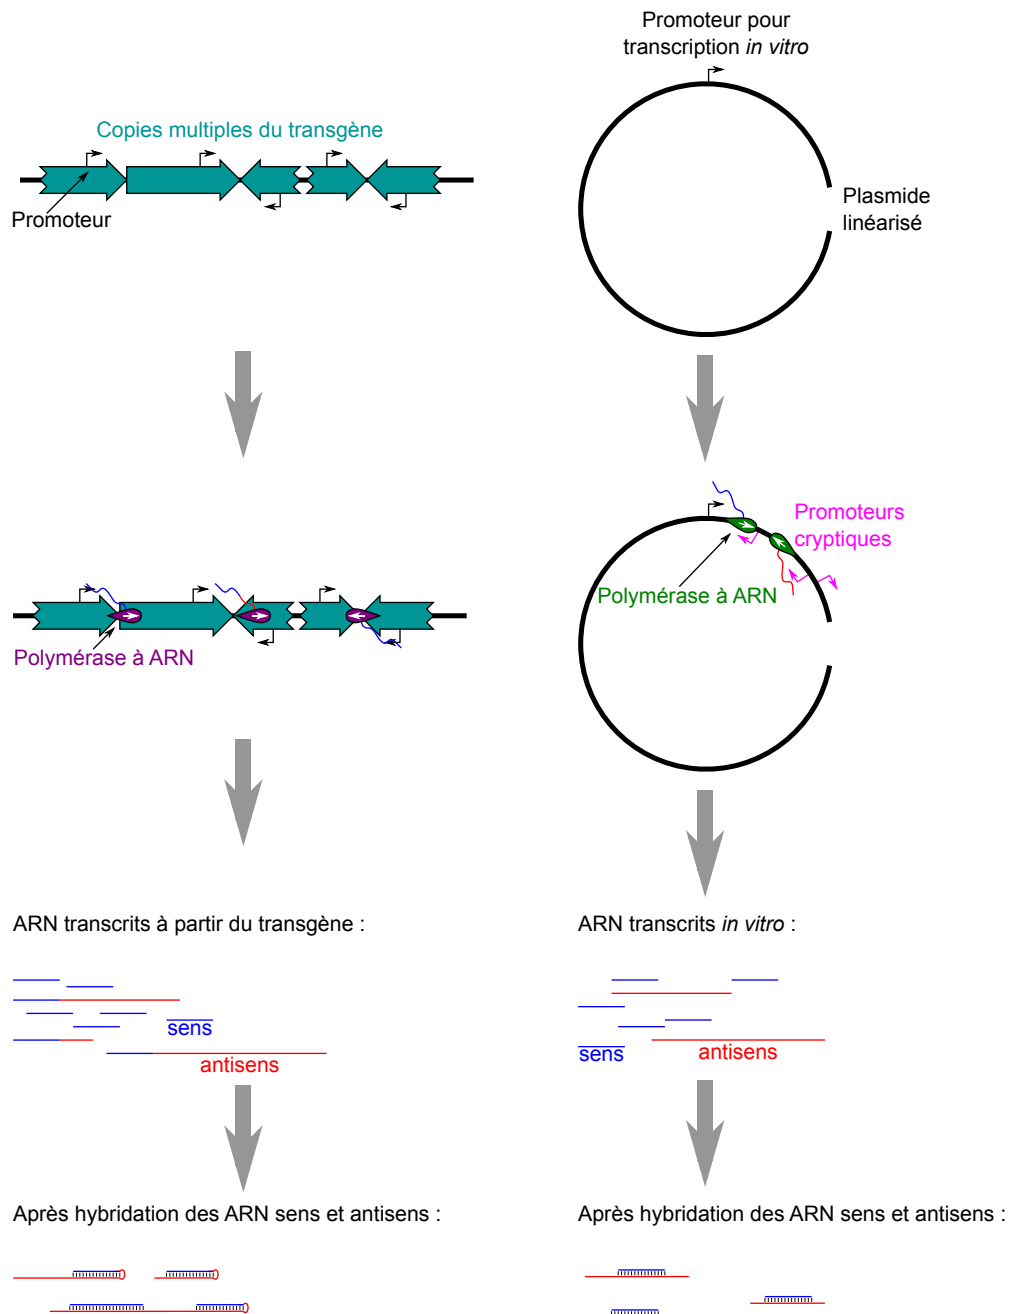 Promoteur pour
transcription in vitro
Copies multiples du transgène
Promoteur
Plasmide
linéarisé
Promoteurs
cryptiques
Polymérase à ARN
Polymérase à ARN
ARN transcrits à partir du transgène :
sens
antisens
ARN transcrits in vitro :
sens
antisens
Après hybridation des ARN sens et antisens :
Après hybridation des ARN sens et antisens :